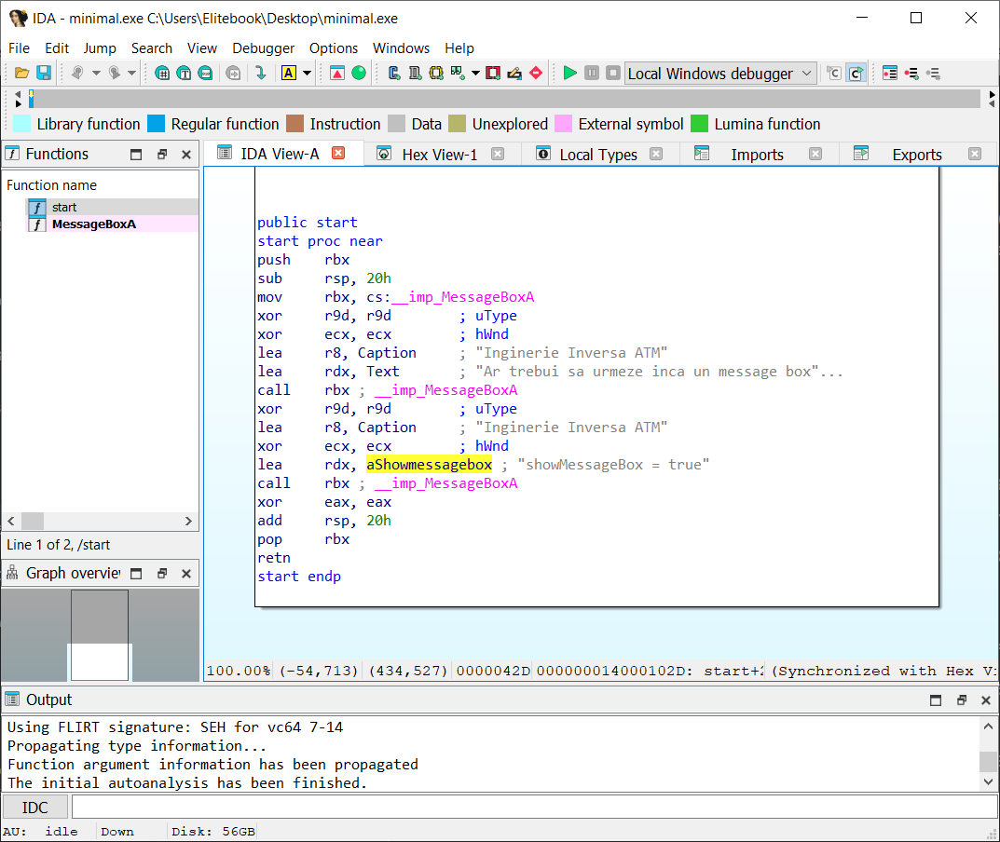 IDA - minimal.exe C:\Users\Elitebook\Desktop\minimal.exe
File Edit Jump Search View Debugger Options Windows Help
Local Windows debugger
Library function Regular function Instruction Data Unexplored External symbol Lumina function
Functions
IDA View-A Hex View-1 Local Types Imports Exports
Function name
start
MessageBoxA
Line 1 of 2, /start
Graph overview
public start
start proc near
push rbx
sub rsp, 20h
mov rbx, cs:__imp_MessageBoxA
xor r9d, r9d ; uType
xor ecx, ecx ; hWnd
lea r8, Caption ; "Inginerie Inversa ATM"
lea rdx, Text ; "Ar trebui sa urmeze inca un message box"...
call rbx ; __imp_MessageBoxA
xor r9d, r9d ; uType
lea r8, Caption ; "Inginerie Inversa ATM"
xor ecx, ecx ; hWnd
lea rdx, aShowmessagebox ; "showMessageBox = true"
call rbx ; __imp_MessageBoxA
xor eax, eax
add rsp, 20h
pop rbx
retn
start endp
100.00% (-54,713) (434,527) 0000042D 000000014000102D: start+2 (Synchronized with Hex Vi
Output
Using FLIRT signature: SEH for vc64 7-14
Propagating type information...
Function argument information has been propagated
The initial autoanalysis has been finished.
IDC
AU: idle Down Disk: 56GB